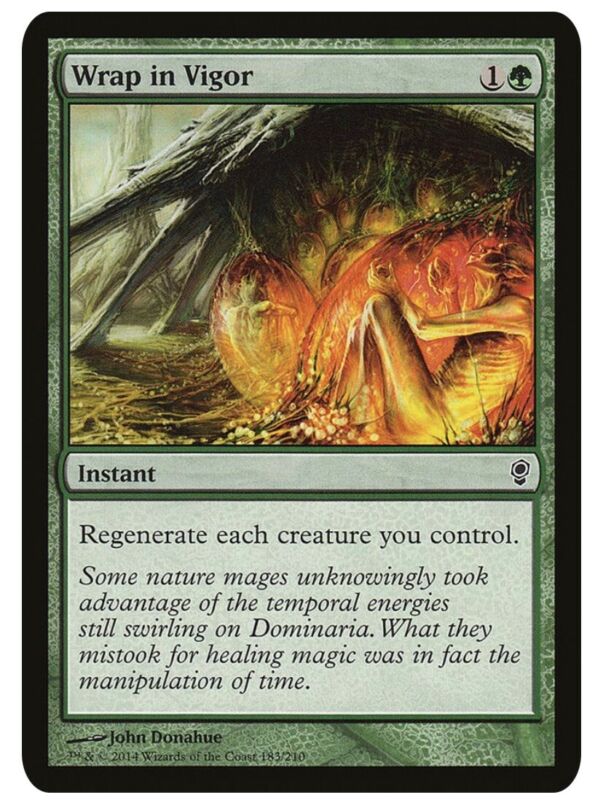 Wrap in Vigor 1
Instant
Regenerate each creature you control.
Some nature mages unknowingly took
advantage of the temporal energies
still swirling on Dominaria. What they
mistook for healing magic was in fact the
manipulation of time.
John Donahue
™ & © 2014 Wizards of the Coast 183/210